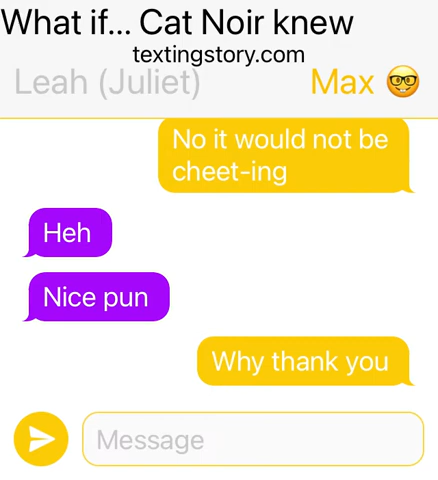 What if... Cat Noir knew
textingstory.com
Leah (Juliet)
Max 🤓
No it would not be
cheet-ing
Heh
Nice pun
Why thank you
Message